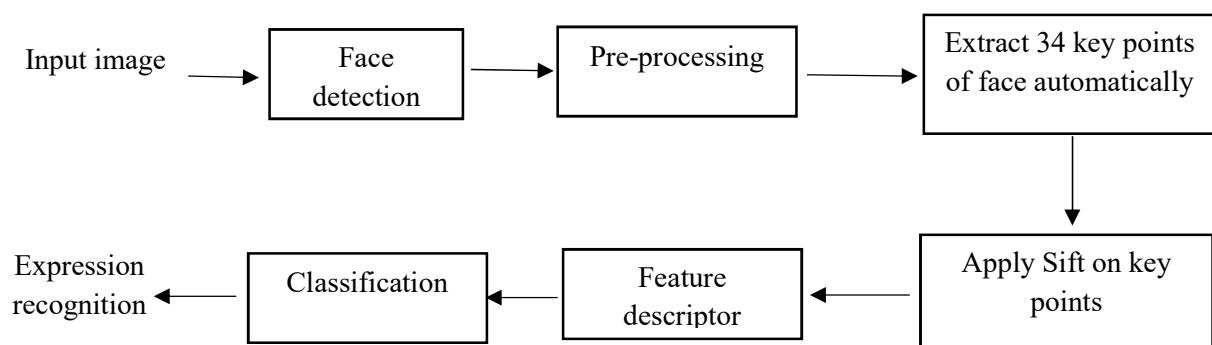 Input image
Face
detection
Pre-processing
Extract 34 key points
of face automatically
Apply Sift on key
points
Feature
descriptor
Classification
Expression
recognition